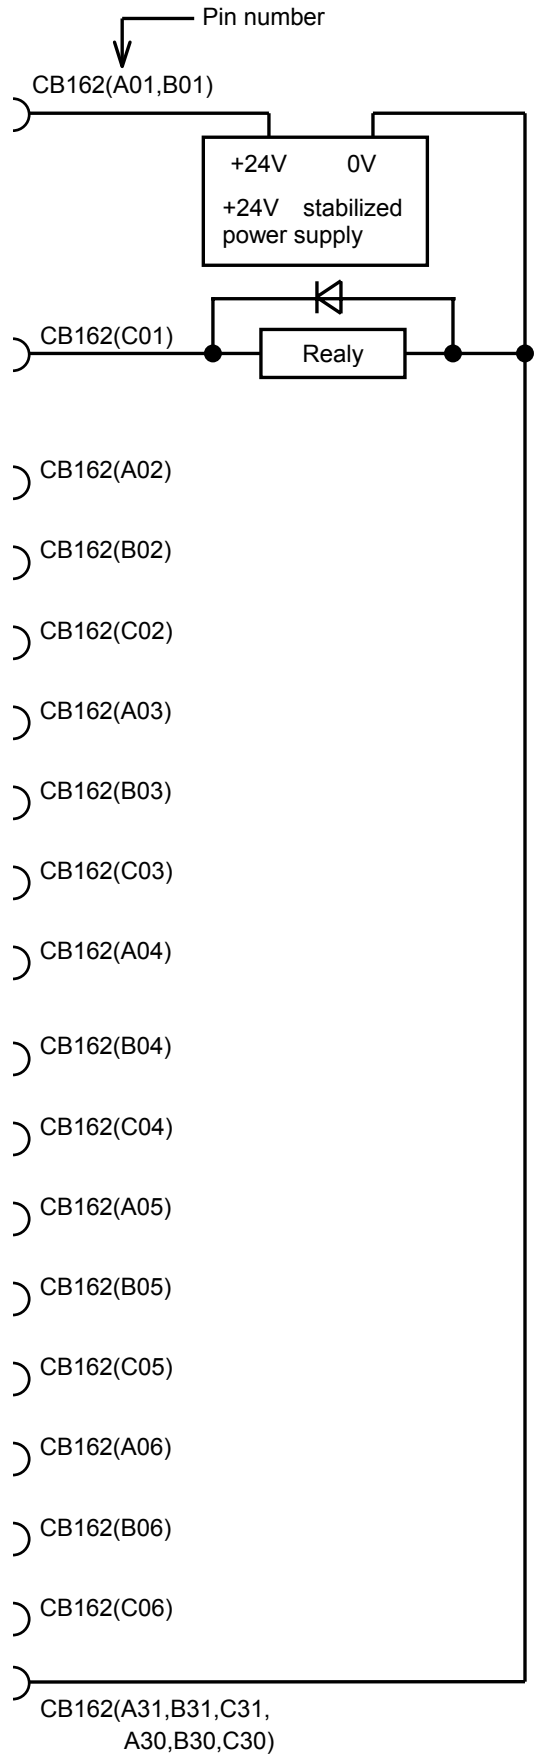 Pin number
CB162(A01,B01)
+24V 0V
+24V stabilized
power supply
CB162(C01)
Realy
CB162(A02)
CB162(B02)
CB162(C02)
CB162(A03)
CB162(B03)
CB162(C03)
CB162(A04)
CB162(B04)
CB162(C04)
CB162(A05)
CB162(B05)
CB162(C05)
CB162(A06)
CB162(B06)
CB162(C06)
CB162(A31,B31,C31,
A30,B30,C30)